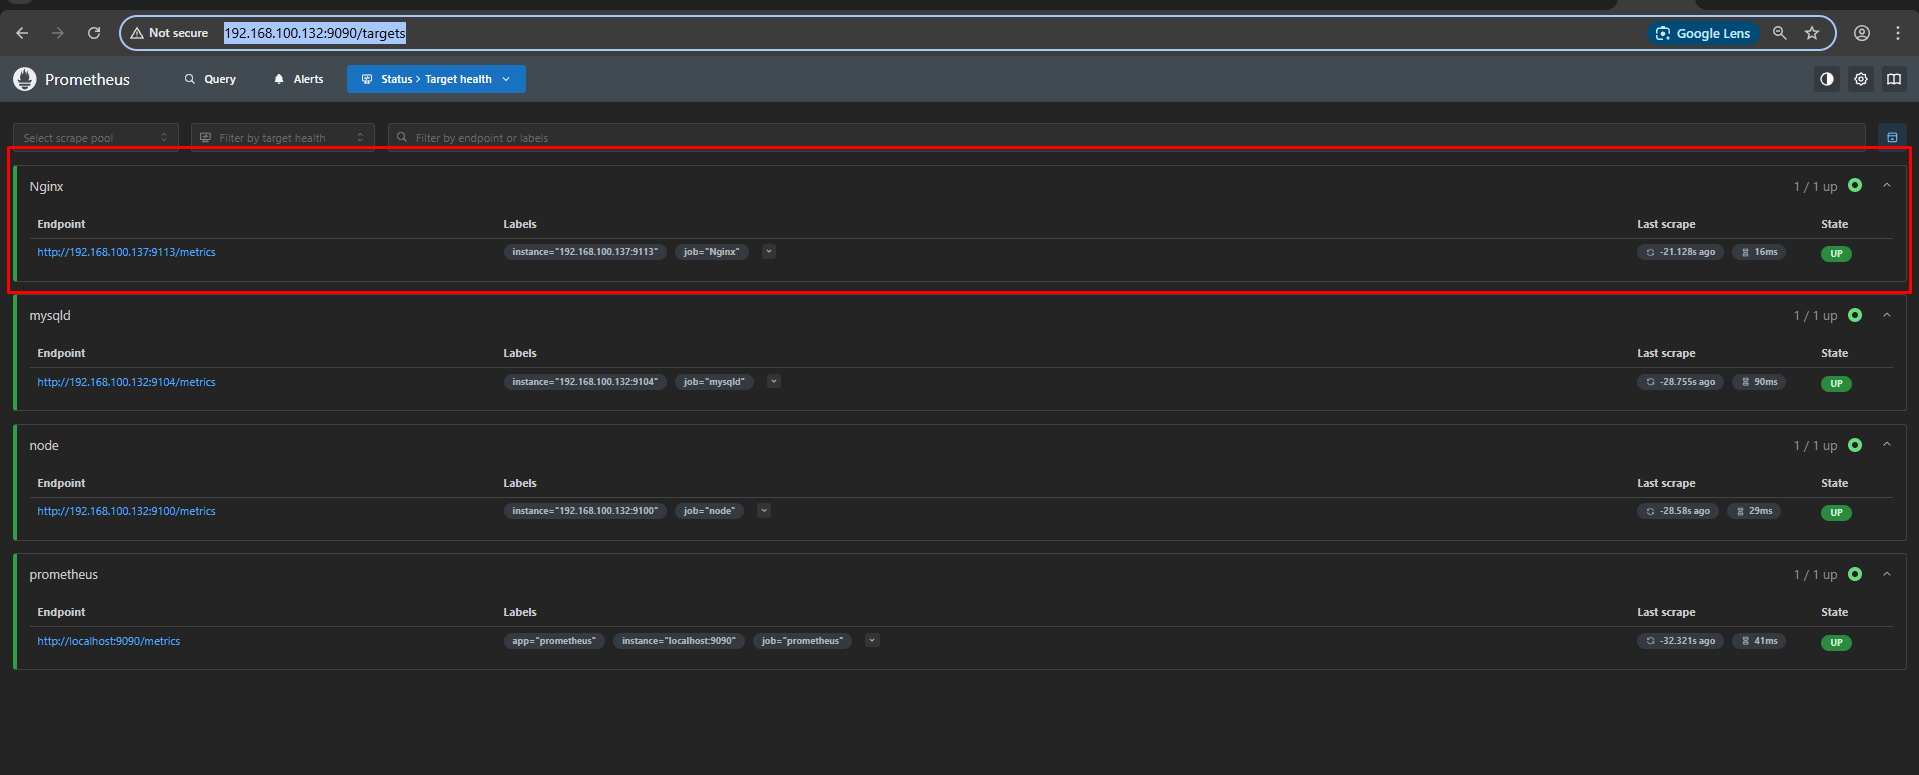 Not secure 192.168.100.132:9090/targets Google Lens
Prometheus Query Alerts Status > Target health
Select scrape pool Filter by target health Filter by endpoint or labels
Nginx 1 / 1 up
Endpoint Labels Last scrape State
http://192.168.100.137:9113/metrics instance="192.168.100.137:9113" job="Nginx" -21.128s ago 16ms UP
mysqld 1 / 1 up
Endpoint Labels Last scrape State
http://192.168.100.132:9104/metrics instance="192.168.100.132:9104" job="mysqld" -28.755s ago 90ms UP
node 1 / 1 up
Endpoint Labels Last scrape State
http://192.168.100.132:9100/metrics instance="192.168.100.132:9100" job="node" -28.58s ago 29ms UP
prometheus 1 / 1 up
Endpoint Labels Last scrape State
http://localhost:9090/metrics app="prometheus" instance="localhost:9090" job="prometheus" -32.321s ago 41ms UP